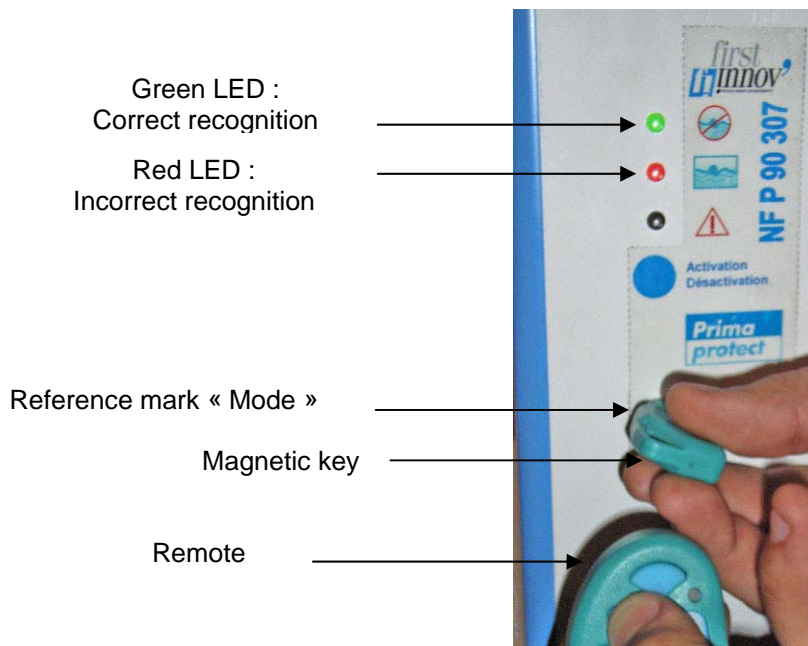 Green LED :
Correct recognition
Red LED :
Incorrect recognition
Reference mark « Mode »
Magnetic key
Remote
first
innov'
NF P 90 307
Activation
Désactivation
Prima
protect